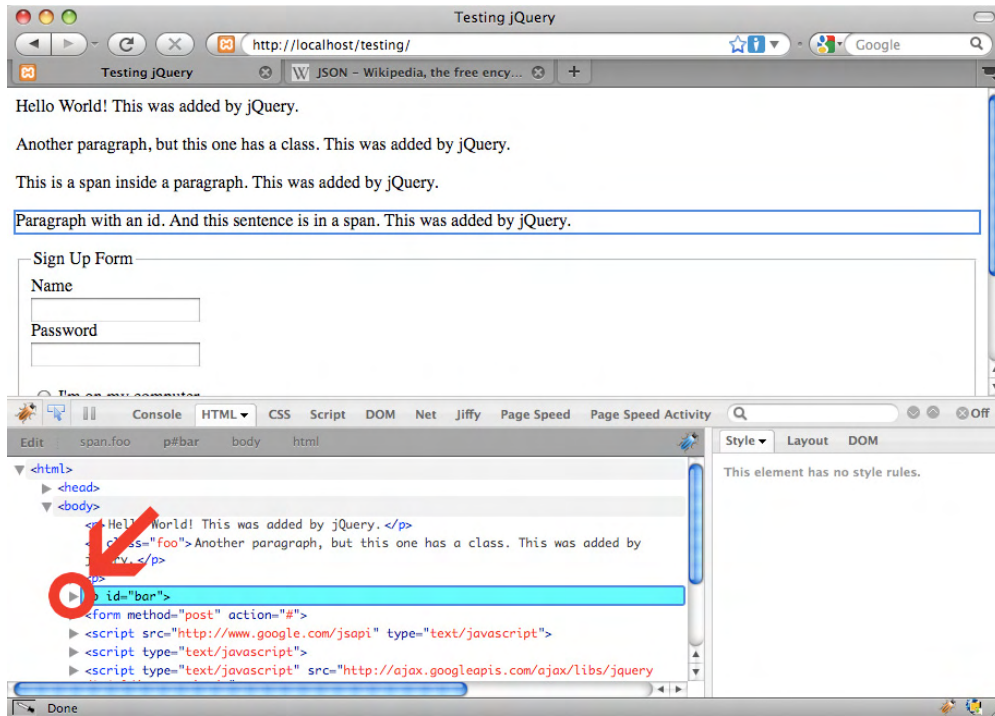 Testing jQuery
http://localhost/testing/
Google
Testing jQuery
W JSON – Wikipedia, the free ency... +
Hello World! This was added by jQuery.
Another paragraph, but this one has a class. This was added by jQuery.
This is a span inside a paragraph. This was added by jQuery.
Paragraph with an id. And this sentence is in a span. This was added by jQuery.
Sign Up Form
Name
Password
I'm on my computer
Console HTML CSS Script DOM Net Jiffy Page Speed Page Speed Activity Off
Edit span.foo p#bar body html
Style Layout DOM
This element has no style rules.
<html>
<head>
<body>
<p>Hello World! This was added by jQuery.</p>
class="foo">Another paragraph, but this one has a class. This was added by
jQuery.</p>
<p>
id="bar">
<form method="post" action="#">
<script src="http://www.google.com/jsapi" type="text/javascript">
<script type="text/javascript">
<script type="text/javascript" src="http://ajax.googleapis.com/ajax/libs/jquery
Done